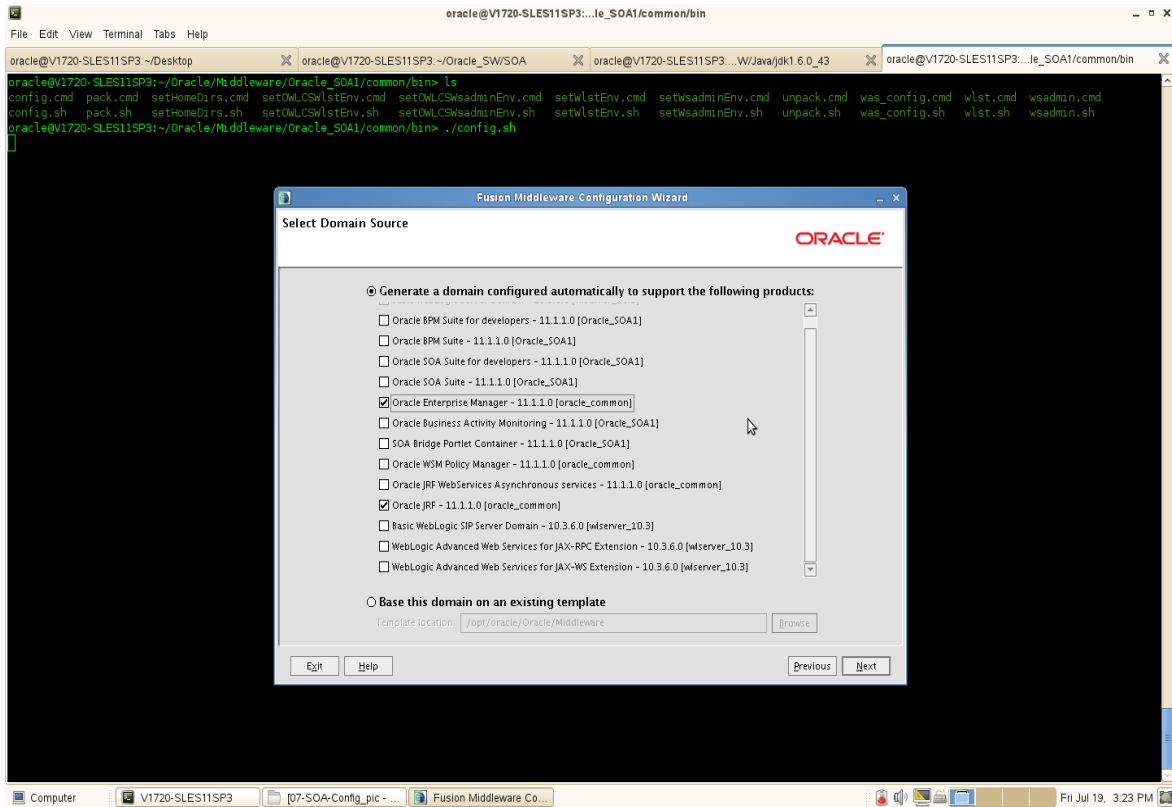 oracle@V1720-SLES11SP3:...le_SOA1/common/bin
File Edit View Terminal Tabs Help
oracle@V1720-SLES11SP3:~/Desktop
oracle@V1720-SLES11SP3:~/Oracle_SW/SOA
oracle@V1720-SLES11SP3:...W/Java/jdk1.6.0_43
oracle@V1720-SLES11SP3:...le_SOA1/common/bin
oracle@V1720-SLES11SP3:~/Oracle/Middleware/Oracle_SOA1/common/bin> ls
config.cmd pack.cmd setHomeDirs.cmd setOWLCSWlstEnv.cmd setOWLCSWsadminEnv.cmd setWlstEnv.cmd setWsadminEnv.cmd unpack.cmd was_config.cmd wlst.cmd wsadmin.cmd
config.sh pack.sh setHomeDirs.sh setOWLCSWlstEnv.sh setOWLCSWsadminEnv.sh setWlstEnv.sh setWsadminEnv.sh unpack.sh was_config.sh wlst.sh wsadmin.sh
oracle@V1720-SLES11SP3:~/Oracle/Middleware/Oracle_SOA1/common/bin> ./config.sh
Fusion Middleware Configuration Wizard
Select Domain Source
ORACLE
Generate a domain configured automatically to support the following products:
Oracle BPM Suite for developers - 11.1.1.0 [Oracle_SOA1]
Oracle BPM Suite - 11.1.1.0 [Oracle_SOA1]
Oracle SOA Suite for developers - 11.1.1.0 [Oracle_SOA1]
Oracle SOA Suite - 11.1.1.0 [Oracle_SOA1]
Oracle Enterprise Manager - 11.1.1.0 [oracle_common]
Oracle Business Activity Monitoring - 11.1.1.0 [Oracle_SOA1]
SOA Bridge Portlet Container - 11.1.1.0 [Oracle_SOA1]
Oracle WSM Policy Manager - 11.1.1.0 [oracle_common]
Oracle JRF WebServices Asynchronous services - 11.1.1.0 [oracle_common]
Oracle JRF - 11.1.1.0 [oracle_common]
Basic WebLogic SIP Server Domain - 10.3.6.0 [wlserver_10.3]
WebLogic Advanced Web Services for JAX-RPC Extension - 10.3.6.0 [wlserver_10.3]
WebLogic Advanced Web Services for JAX-WS Extension - 10.3.6.0 [wlserver_10.3]
Base this domain on an existing template
Template location: /opt/oracle/Oracle/Middleware Browse
Exit Help Previous Next
Computer V1720-SLES11SP3 [07-SOA-Config_pic - ... Fusion Middleware Co... Fri Jul 19, 3:23 PM